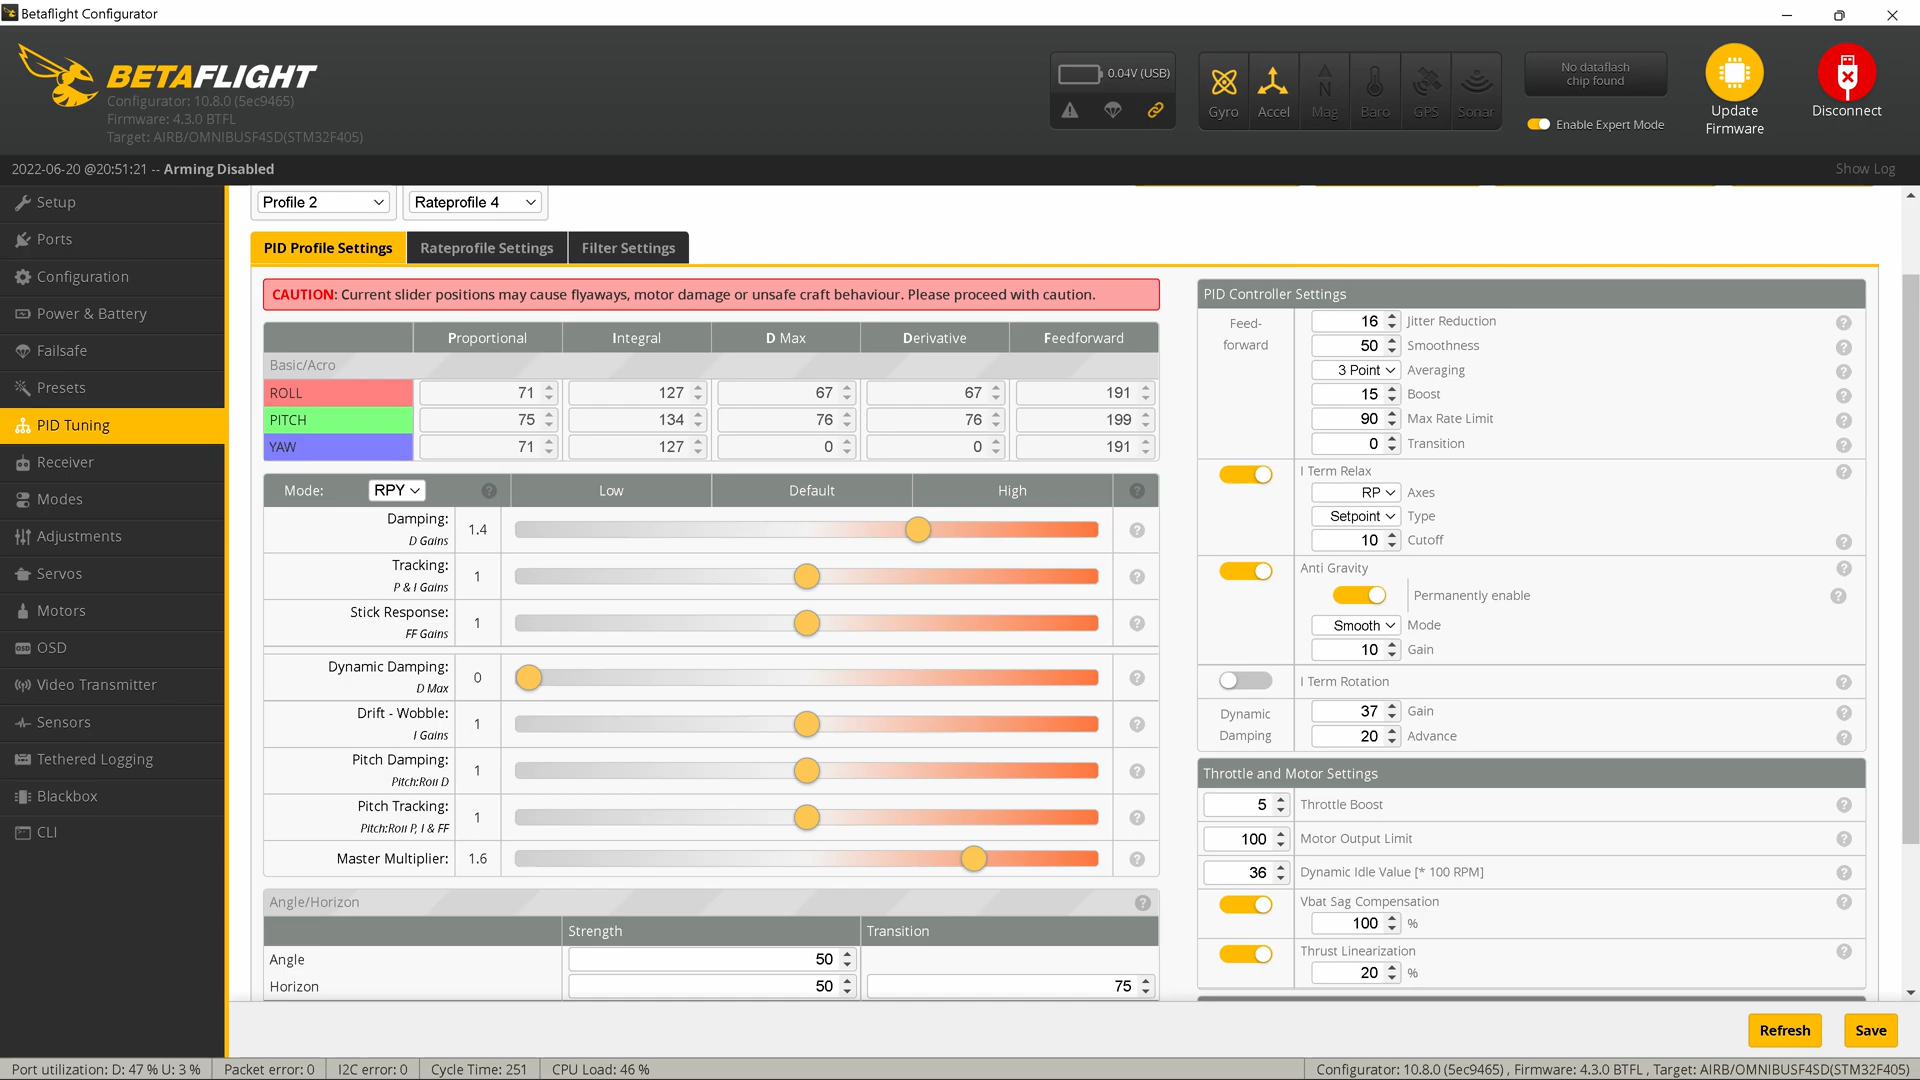 Betaflight Configurator
BETAFLIGHT
Configurator: 10.8.0 (5ec9465)
Firmware: 4.3.0 BTFL
Target: AIRB/OMNIBUSF4SD(STM32F405)
0.04V (USB)
Gyro Accel Mag Baro GPS Sonar
No dataflash
chip found
Enable Expert Mode
Update
Firmware
Disconnect
2022-06-20 @20:51:21 -- Arming Disabled
Show Log
Setup
Ports
Configuration
Power & Battery
Failsafe
Presets
PID Tuning
Receiver
Modes
Adjustments
Servos
Motors
OSD
Video Transmitter
Sensors
Tethered Logging
Blackbox
CLI
Profile 2 Rateprofile 4
PID Profile Settings Rateprofile Settings Filter Settings
CAUTION: Current slider positions may cause flyaways, motor damage or unsafe craft behaviour. Please proceed with caution.
Proportional Integral D Max Derivative Feedforward
Basic/Acro
ROLL 71 127 67 67 191
PITCH 75 134 76 76 199
YAW 71 127 0 0 191
Mode: RPY Low Default High
Damping:
D Gains
1.4
Tracking:
P & I Gains
1
Stick Response:
FF Gains
1
Dynamic Damping:
D Max
0
Drift - Wobble:
I Gains
1
Pitch Damping:
Pitch:Roll D
1
Pitch Tracking:
Pitch:Roll P, I & FF
1
Master Multiplier: 1.6
Angle/Horizon
Strength Transition
Angle 50
Horizon 50 75
PID Controller Settings
Feed-
forward
16 Jitter Reduction
50 Smoothness
3 Point Averaging
15 Boost
90 Max Rate Limit
0 Transition
I Term Relax
RP Axes
Setpoint Type
10 Cutoff
Anti Gravity
Permanently enable
Smooth Mode
10 Gain
I Term Rotation
Dynamic
Damping
37 Gain
20 Advance
Throttle and Motor Settings
5 Throttle Boost
100 Motor Output Limit
36 Dynamic Idle Value [* 100 RPM]
Vbat Sag Compensation
100 %
Thrust Linearization
20 %
Refresh Save
Port utilization: D: 47 % U: 3 % Packet error: 0 I2C error: 0 Cycle Time: 251 CPU Load: 46 %
Configurator: 10.8.0 (5ec9465) , Firmware: 4.3.0 BTFL , Target: AIRB/OMNIBUSF4SD(STM32F405)